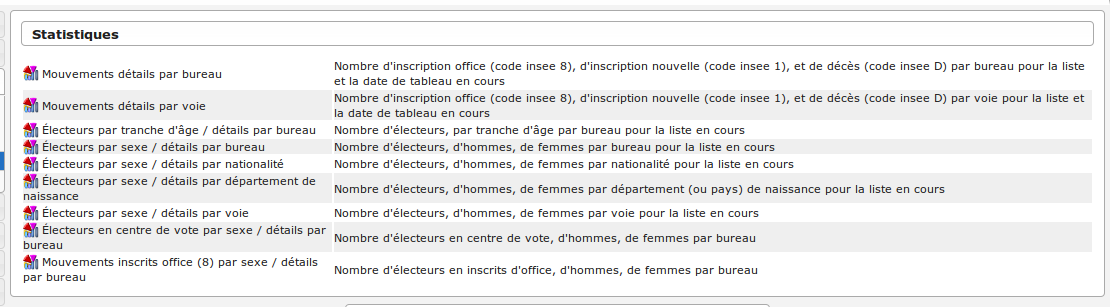 Statistiques
Mouvements détails par bureau
Nombre d'inscription office (code insee 8), d'inscription nouvelle (code insee 1), et de décès (code insee D) par bureau pour la liste
et la date de tableau en cours
Mouvements détails par voie
Nombre d'inscription office (code insee 8), d'inscription nouvelle (code insee 1), et de décès (code insee D) par voie pour la liste et
la date de tableau en cours
Électeurs par tranche d'âge / détails par bureau
Nombre d'électeurs, par tranche d'âge par bureau pour la liste en cours
Électeurs par sexe / détails par bureau
Nombre d'électeurs, d'hommes, de femmes par bureau pour la liste en cours
Électeurs par sexe / détails par nationalité
Nombre d'électeurs, d'hommes, de femmes par nationalité pour la liste en cours
Électeurs par sexe / détails par département de
naissance
Nombre d'électeurs, d'hommes, de femmes par département (ou pays) de naissance pour la liste en cours
Électeurs par sexe / détails par voie
Nombre d'électeurs, d'hommes, de femmes par voie pour la liste en cours
Électeurs en centre de vote par sexe / détails par
bureau
Nombre d'électeurs en centre de vote, d'hommes, de femmes par bureau
Mouvements inscrits office (8) par sexe / détails
par bureau
Nombre d'électeurs en inscrits d'office, d'hommes, de femmes par bureau